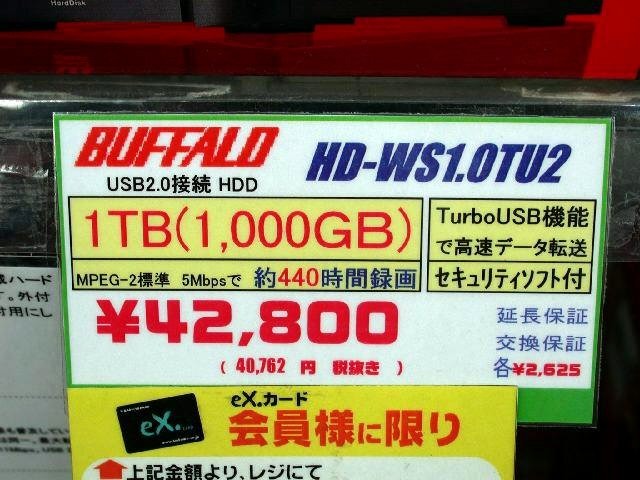 HardDisk
BUFFALO
HD-WS1.0TU2
USB2.0接続 HDD
1TB(1,000GB)
TurboUSB機能
で高速データ転送
MPEG-2標準 5Mbpsで 約440時間録画
セキュリティソフト付
¥42,800
(40,762 円 税抜き)
延長保証
交換保証
各¥2,625
eX.
eX.カード
会員様に限り
上記金額より、レジにて